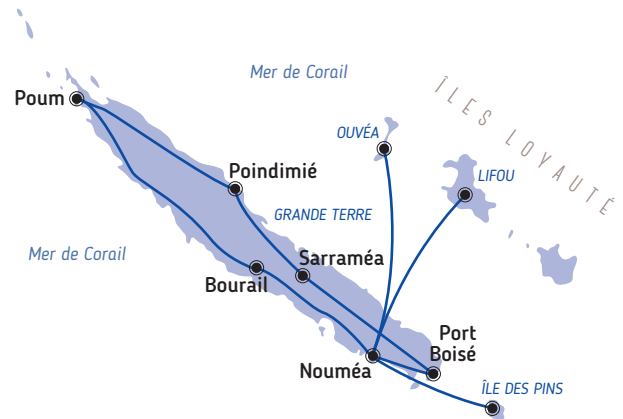 Mer de Corail
ÎLES LOYAUTÉ
Poum
OUVÉA
Poindimié
LIFOU
GRANDE TERRE
Mer de Corail
Sarraméa
Bourail
Port
Boisé
Nouméa
ÎLE DES PINS